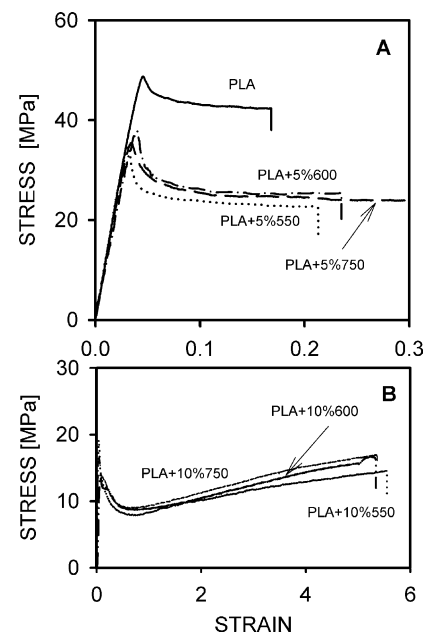 60
A
PLA
40
STRESS [MPa]
PLA+5%600
PLA+5%550
20
PLA+5%750
0
0.0 0.1 0.2 0.3
30
B
PLA+10%600
20
STRESS [MPa]
PLA+10%750
10
PLA+10%550
0
0 2 4 6
STRAIN